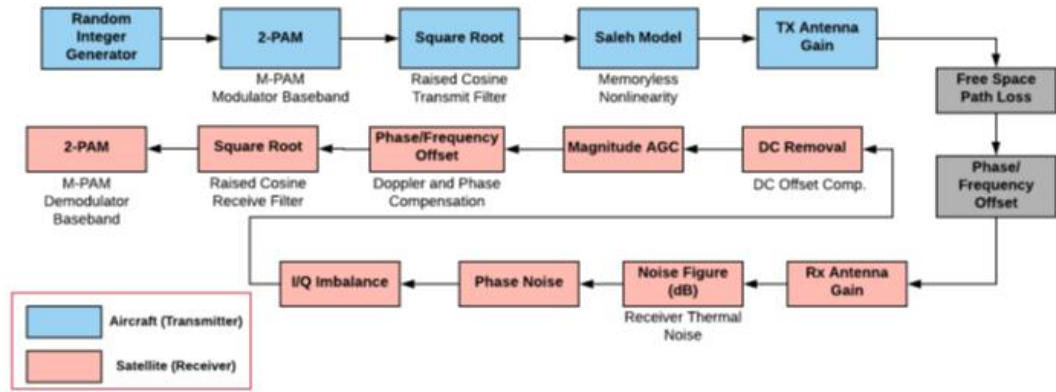 Random
Integer
Generator
2-PAM
M-PAM
Modulator Baseband
Square Root
Raised Cosine
Transmit Filter
Saleh Model
Memoryless
Nonlinearity
TX Antenna
Gain
Free Space
Path Loss
Phase/
Frequency
Offset
2-PAM
M-PAM
Demodulator
Baseband
Square Root
Raised Cosine
Receive Filter
Phase/Frequency
Offset
Doppler and Phase
Compensation
Magnitude AGC
DC Removal
DC Offset Comp.
I/Q Imbalance
Phase Noise
Noise Figure
(dB)
Receiver Thermal
Noise
Rx Antenna
Gain
Aircraft (Transmitter)
Satellite (Receiver)